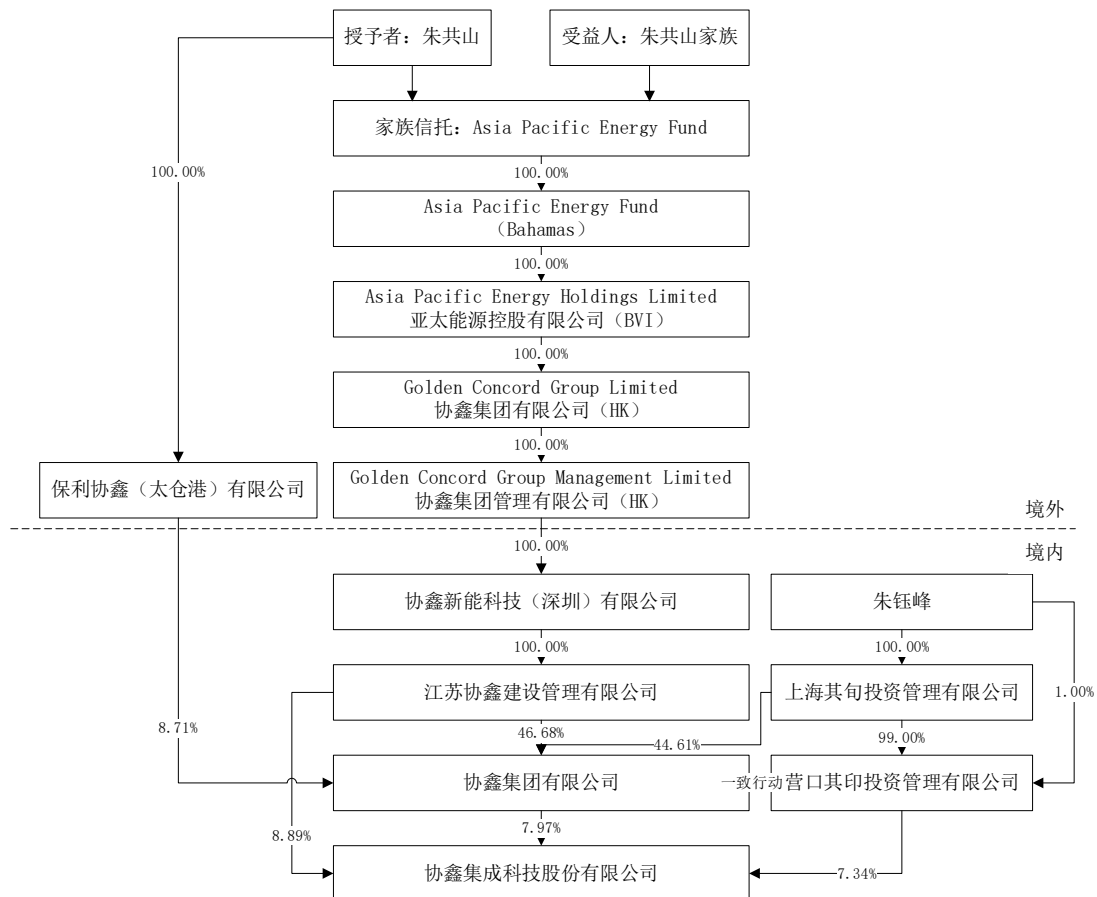 授予者：朱共山
受益人：朱共山家族
家族信托：Asia Pacific Energy Fund
100.00%
100.00%
Asia Pacific Energy Fund
（Bahamas）
100.00%
Asia Pacific Energy Holdings Limited
亚太能源控股有限公司（BVI）
100.00%
Golden Concord Group Limited
协鑫集团有限公司（HK）
100.00%
保利协鑫（太仓港）有限公司
Golden Concord Group Management Limited
协鑫集团管理有限公司（HK）
境外
100.00%
境内
协鑫新能科技（深圳）有限公司
朱钰峰
100.00%
100.00%
江苏协鑫建设管理有限公司
上海其旬投资管理有限公司
1.00%
8.71%
46.68%
44.61%
99.00%
协鑫集团有限公司
一致行动
营口其印投资管理有限公司
8.89%
7.97%
协鑫集成科技股份有限公司
7.34%